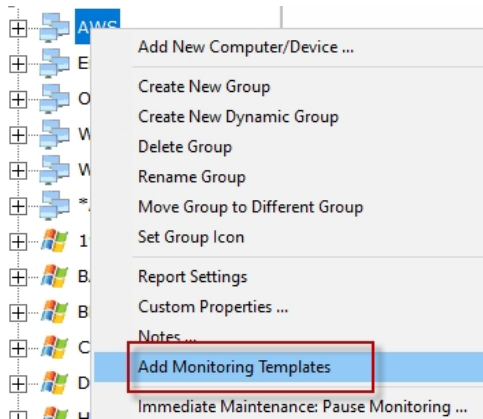 AWS
Add New Computer/Device ...
E
Create New Group
O
Create New Dynamic Group
W
Delete Group
W
Rename Group
*.
Move Group to Different Group
1
Set Group Icon
B
Report Settings
B
Custom Properties ...
Notes ...
C
Add Monitoring Templates
D
H
Immediate Maintenance: Pause Monitoring ...